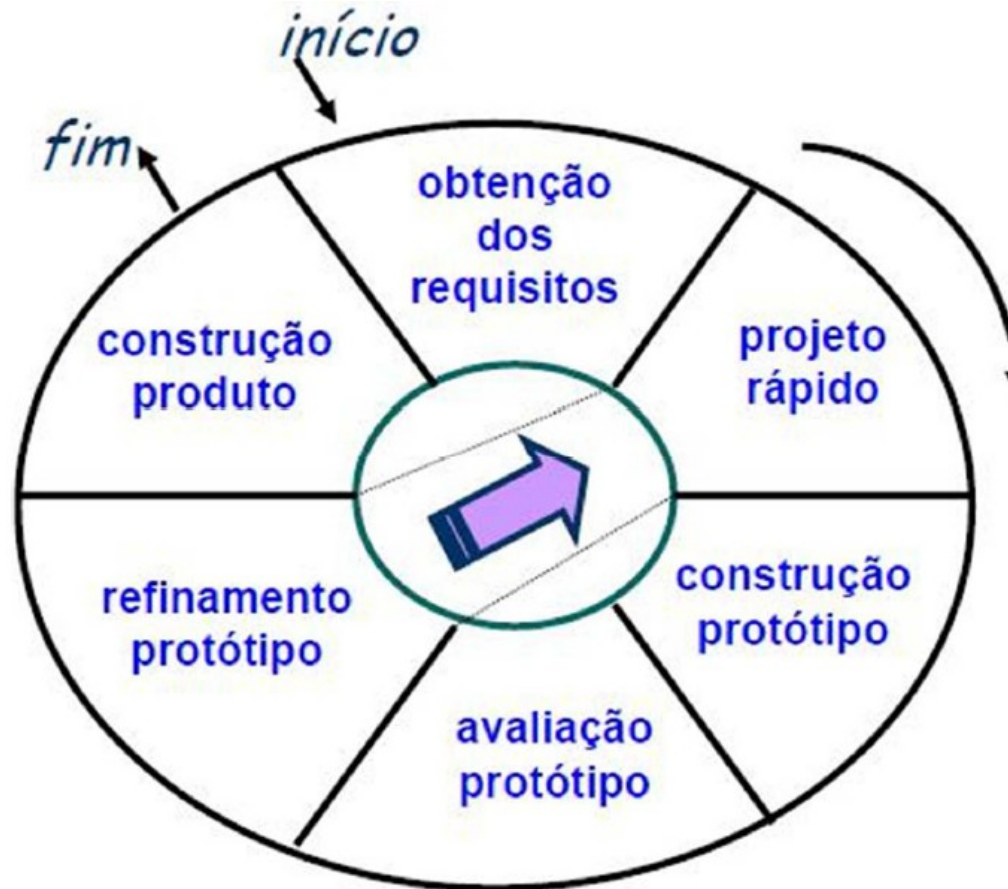 início
fim
obtenção
dos
requisitos
projeto
rápido
construção
protótipo
avaliação
protótipo
refinamento
protótipo
construção
produto